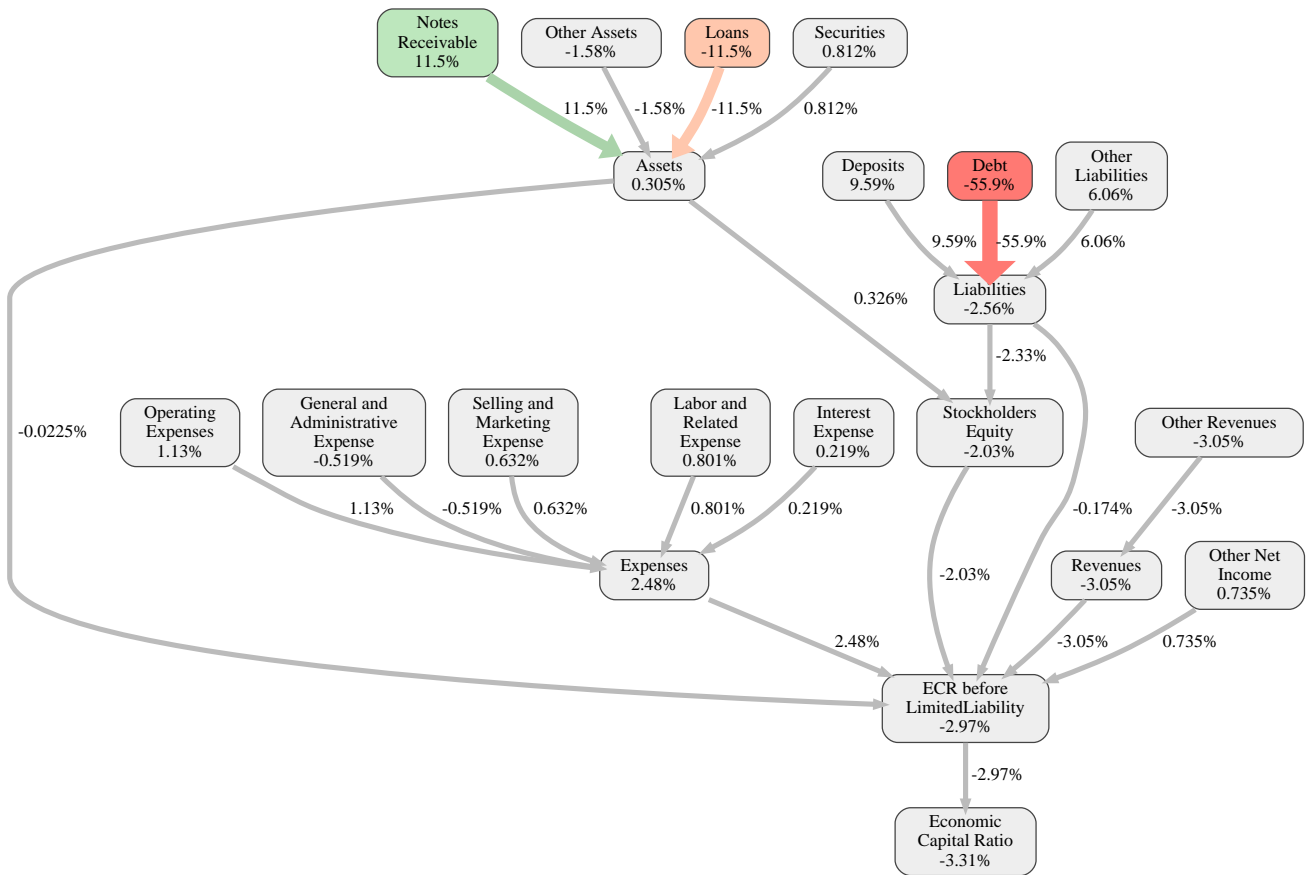 Notes
Receivable
11.5%
Other Assets
-1.58%
Loans
-11.5%
Securities
0.812%
11.5%
-1.58%
-11.5%
0.812%
Assets
0.305%
Deposits
9.59%
Debt
-55.9%
Other
Liabilities
6.06%
9.59%
-55.9%
6.06%
0.326%
Liabilities
-2.56%
-2.33%
-0.0225%
Operating
Expenses
1.13%
General and
Administrative
Expense
-0.519%
Selling and
Marketing
Expense
0.632%
Labor and
Related
Expense
0.801%
Interest
Expense
0.219%
Stockholders
Equity
-2.03%
Other Revenues
-3.05%
1.13%
-0.519%
0.632%
0.801%
0.219%
-0.174%
-3.05%
Expenses
2.48%
-2.03%
Revenues
-3.05%
Other Net
Income
0.735%
2.48%
-3.05%
0.735%
ECR before
LimitedLiability
-2.97%
-2.97%
Economic
Capital Ratio
-3.31%